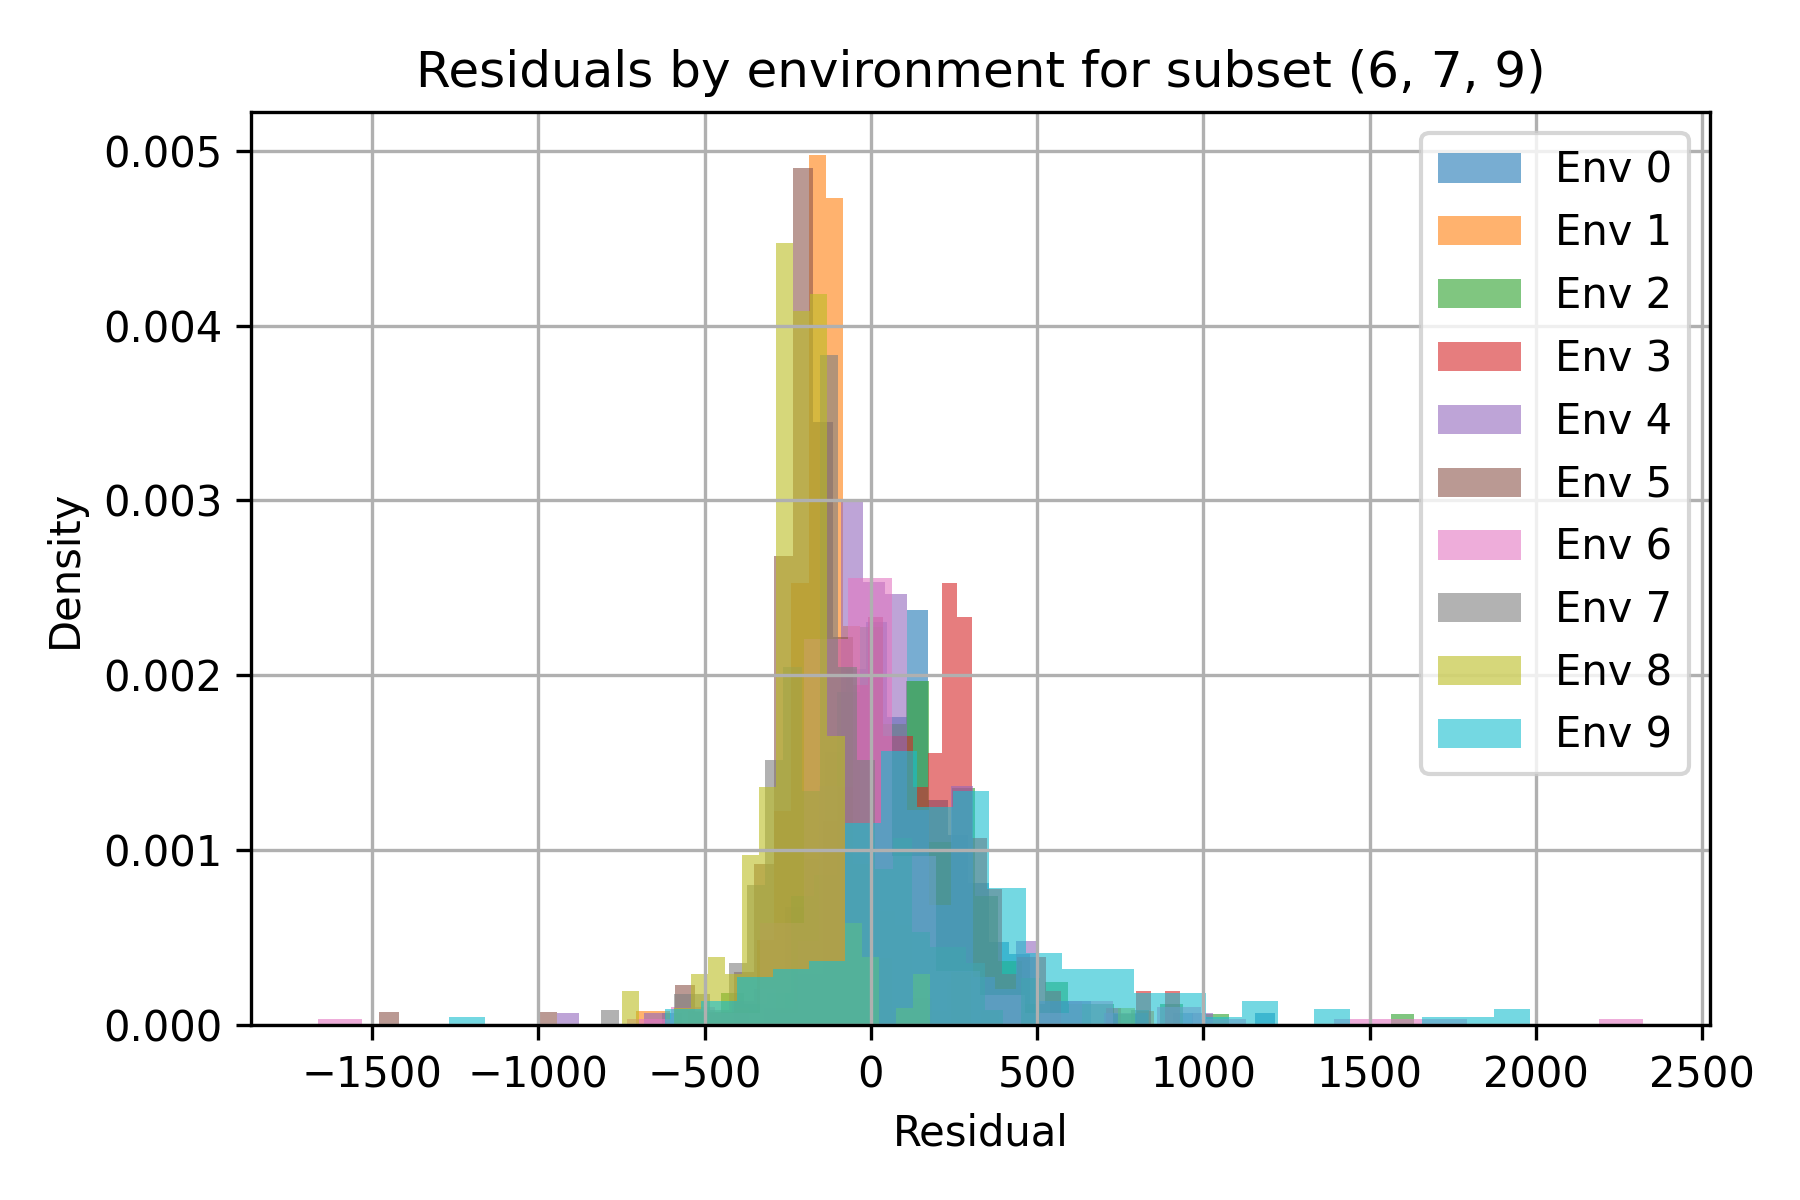 Residuals by environment for subset (6, 7, 9)
0.005
0.004
0.003
0.002
0.001
0.000
Density
−1500
−1000
−500
0
500
1000
1500
2000
2500
Residual
Env 0
Env 1
Env 2
Env 3
Env 4
Env 5
Env 6
Env 7
Env 8
Env 9